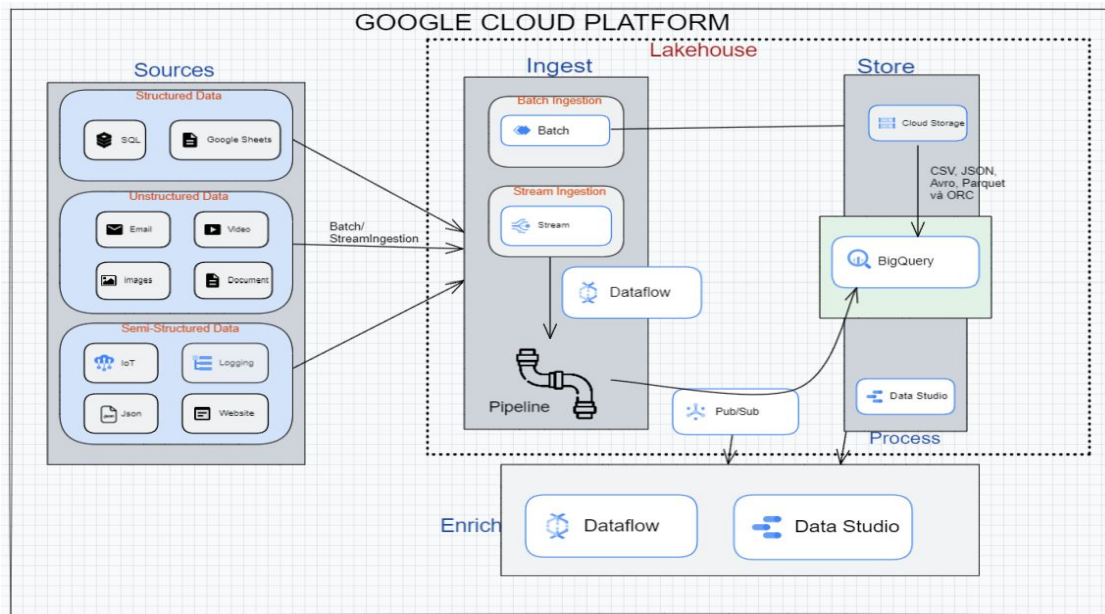 GOOGLE CLOUD PLATFORM
Lakehouse
Sources
Structured Data
SQL
Google Sheets
Unstructured Data
Email
Video
Images
Document
Semi-Structured Data
IoT
Logging
Json
Website
Batch/
StreamIngestion
Ingest
Batch Ingestion
Batch
Stream Ingestion
Stream
Dataflow
Pipeline
Pub/Sub
Store
Cloud Storage
CSV, JSON,
Avro, Parquet
và ORC
BigQuery
Data Studio
Process
Enrich
Dataflow
Data Studio